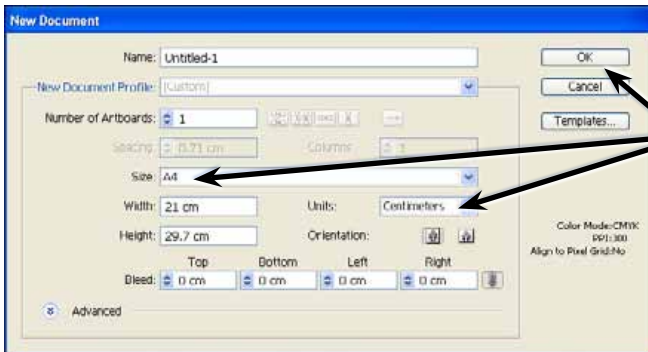 New Document
Name: Untitled-1
OK
New Document Profile: [Custom]
Cancel
Number of Artboards: 1
Templates...
Spacing: 0.71 cm Columns: 1
Size: A4
Width: 21 cm Units: Centimeters
Height: 29.7 cm Orientation:
Color Mode:CMYK
PPI:300
Align to Pixel Grid:No
Top Bottom Left Right
Bleed: 0 cm 0 cm 0 cm 0 cm
Advanced